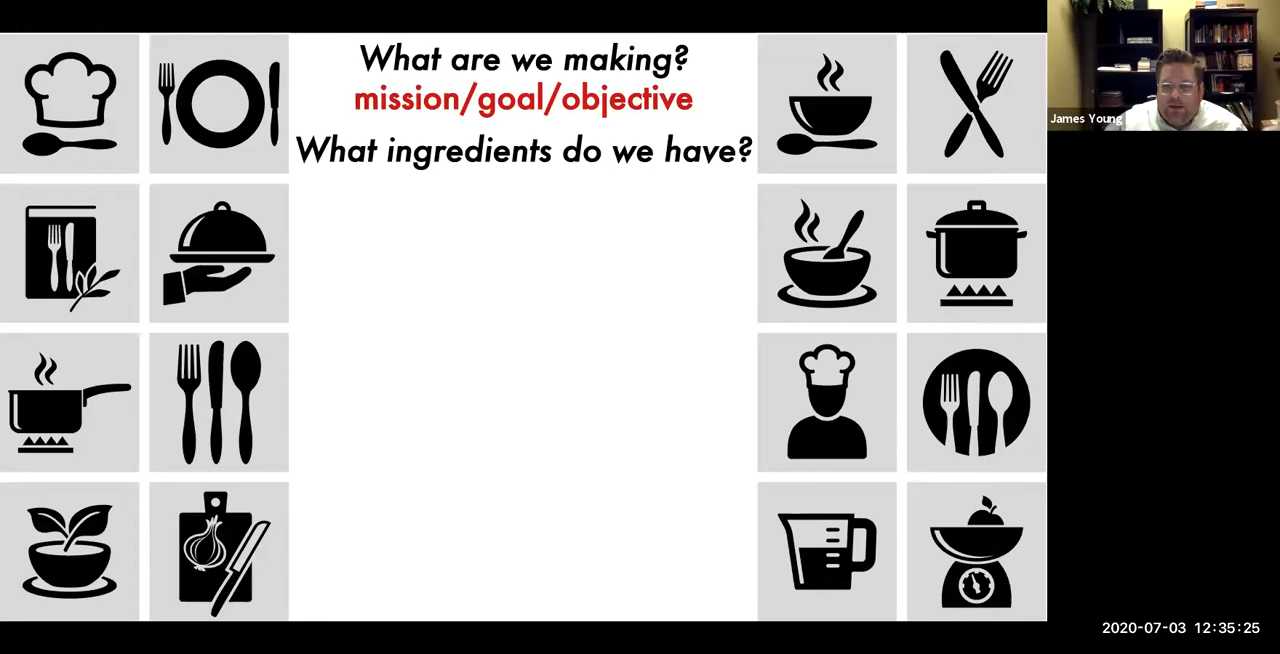 What are we making?
mission/goal/objective
What ingredients do we have?
James Young
2020-07-03 12:35:25